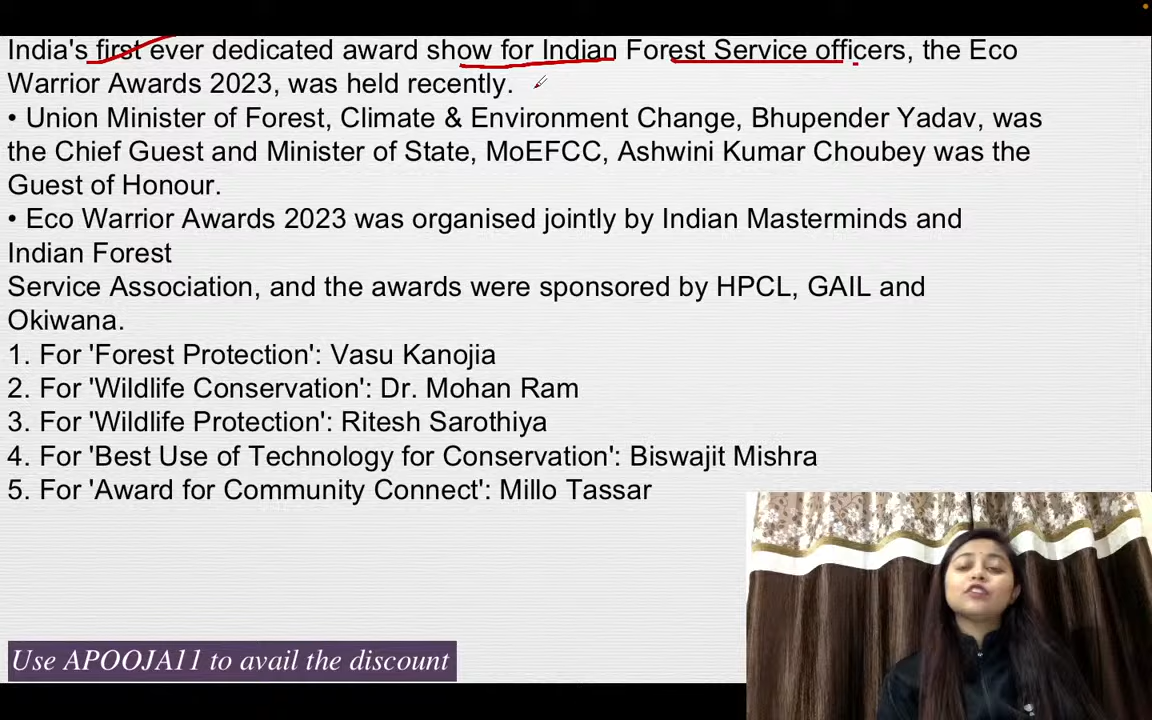 India's first ever dedicated award show for Indian Forest Service officers, the Eco
Warrior Awards 2023, was held recently.
• Union Minister of Forest, Climate & Environment Change, Bhupender Yadav, was
the Chief Guest and Minister of State, MoEFCC, Ashwini Kumar Choubey was the
Guest of Honour.
• Eco Warrior Awards 2023 was organised jointly by Indian Masterminds and
Indian Forest
Service Association, and the awards were sponsored by HPCL, GAIL and
Okiwana.
1. For 'Forest Protection': Vasu Kanojia
2. For 'Wildlife Conservation': Dr. Mohan Ram
3. For 'Wildlife Protection': Ritesh Sarothiya
4. For 'Best Use of Technology for Conservation': Biswajit Mishra
5. For 'Award for Community Connect': Millo Tassar
Use APOOJA11 to avail the discount